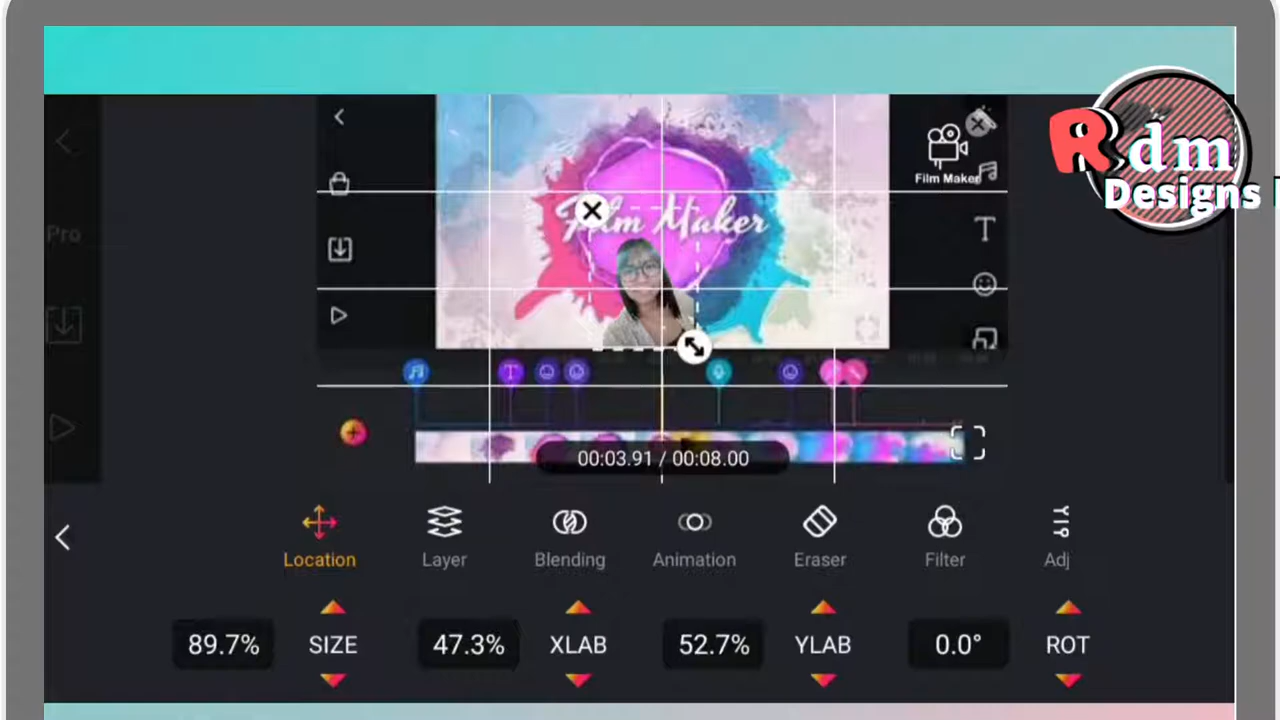 Rdm
Designs
Film Maker
Pro
Film Maker
00:03.91 / 00:08.00
Location
Layer
Blending
Animation
Eraser
Filter
Adj
89.7%
SIZE
47.3%
XLAB
52.7%
YLAB
0.0°
ROT